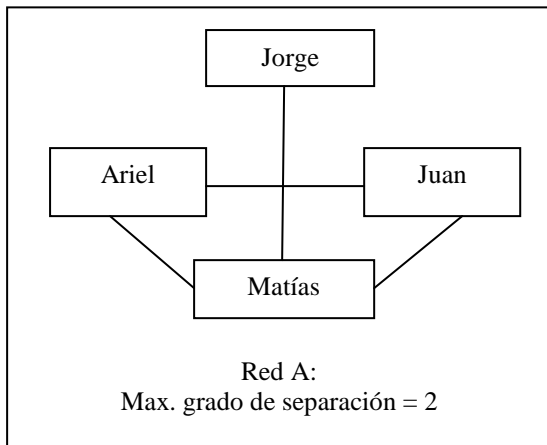 Jorge
Ariel
Juan
Matías
Red A:
Max. grado de separación = 2